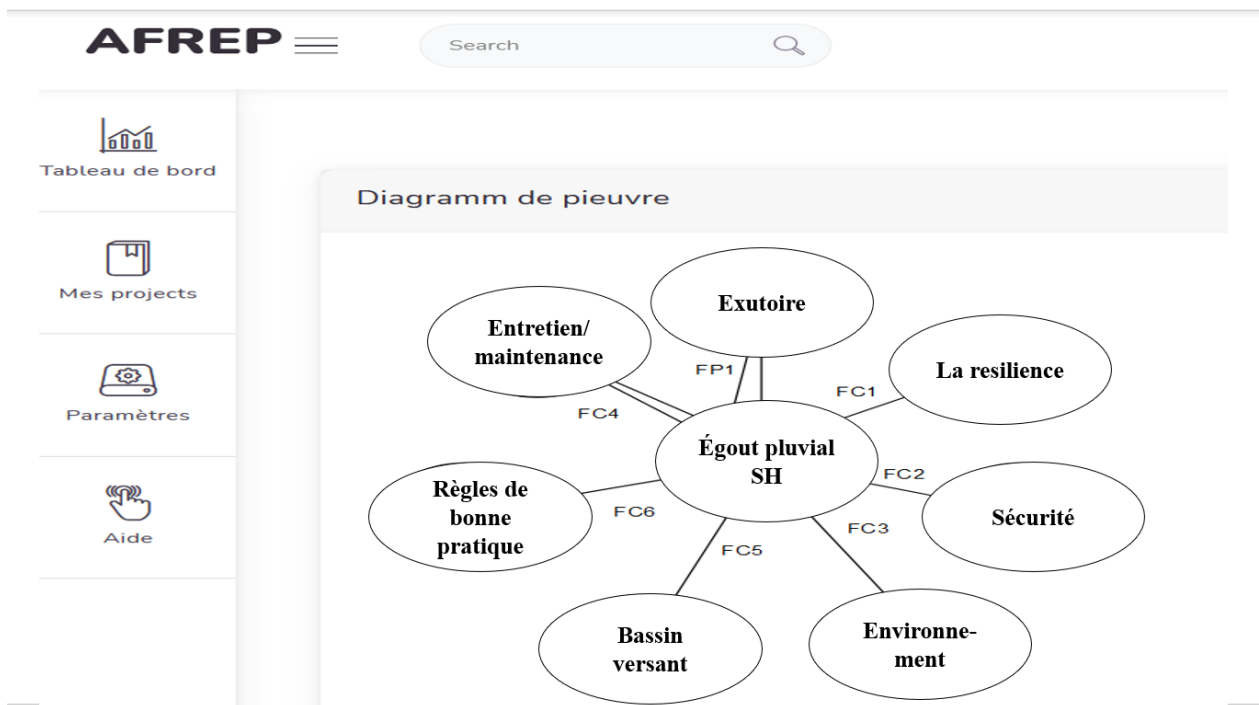 AFREP
Search
Tableau de bord
Mes projects
Paramètres
Aide
Diagramm de pieuvre
Exutoire
Entretien/
maintenance
La resilience
FP1
FC1
FC4
Égout pluvial
SH
FC2
Règles de
bonne
pratique
FC6
Sécurité
FC3
FC5
Bassin
versant
Environne-
ment